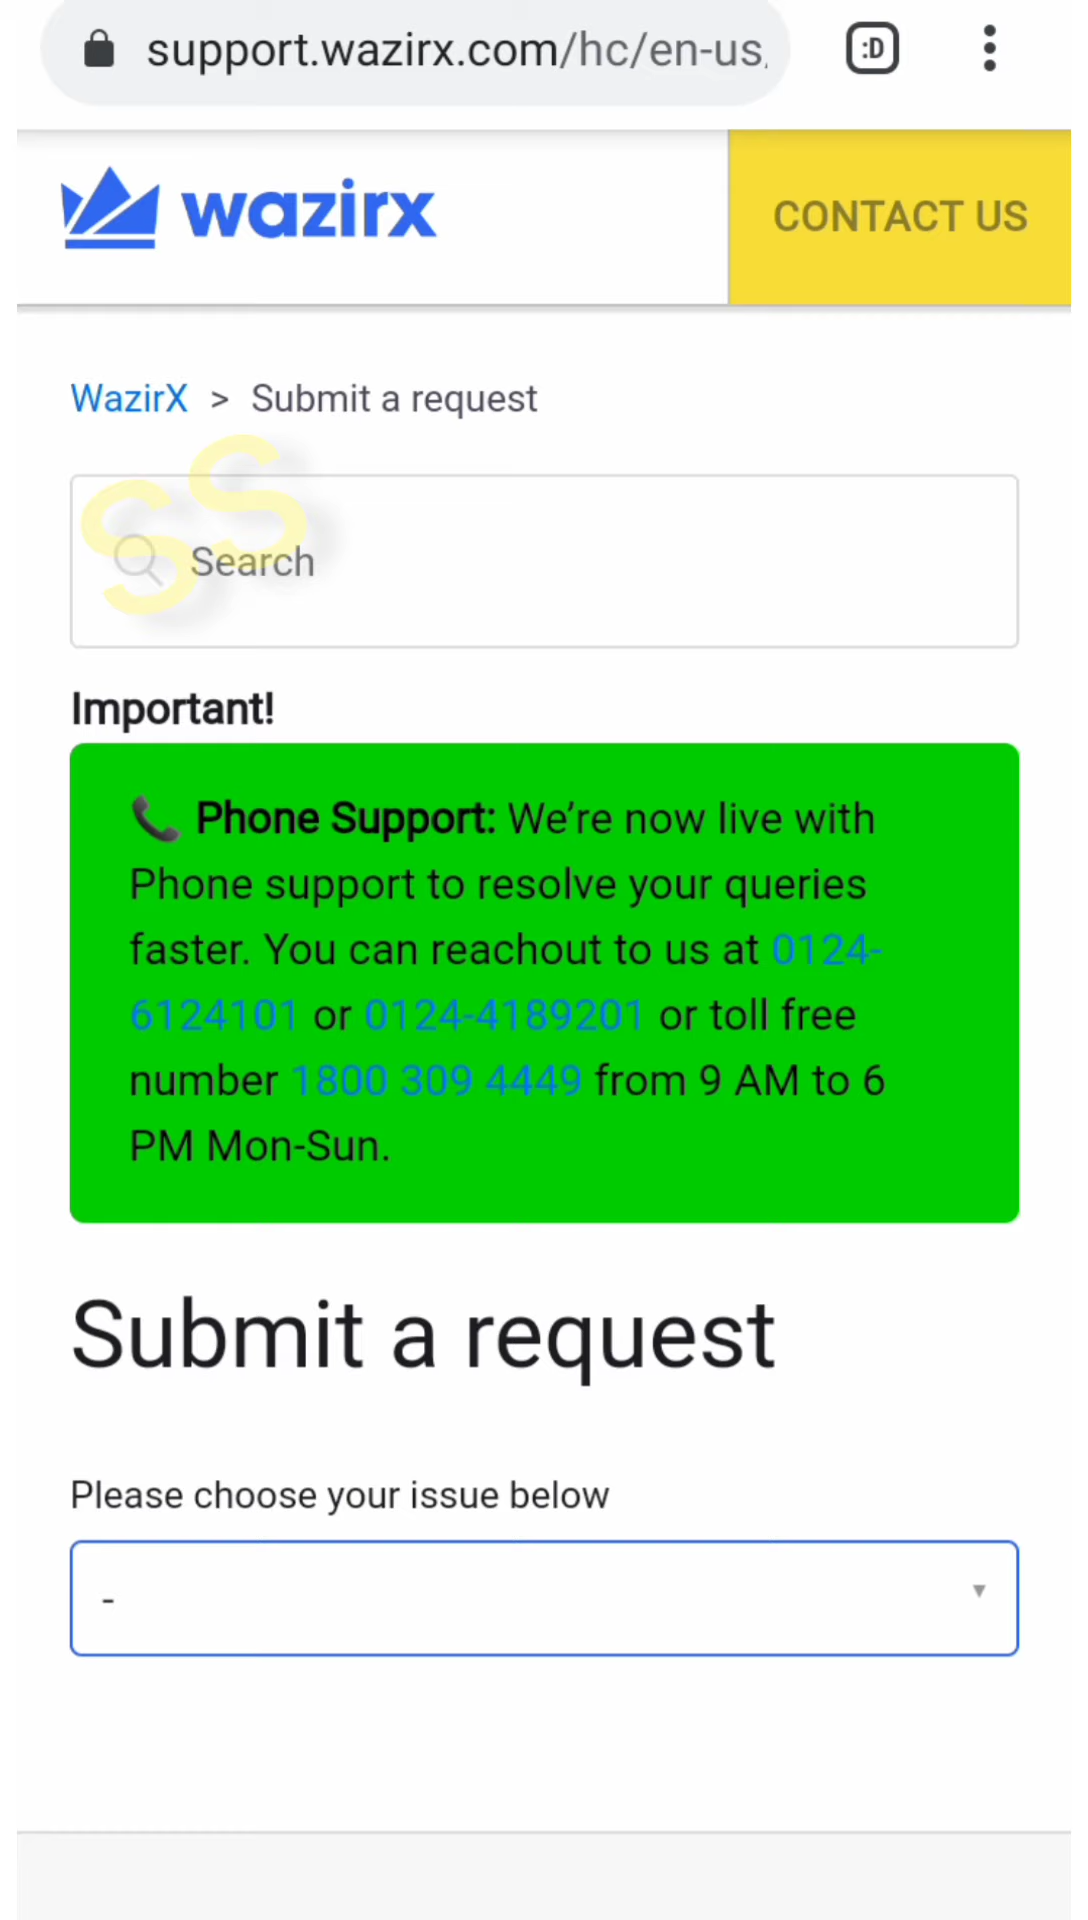 support.wazirx.com/hc/en-us/
:D
wazirx
CONTACT US
WazirX > Submit a request
SS
Search
Important!
📞 Phone Support: We’re now live with
Phone support to resolve your queries
faster. You can reachout to us at 0124-
6124101 or 0124-4189201 or toll free
number 1800 309 4449 from 9 AM to 6
PM Mon-Sun.
Submit a request
Please choose your issue below
-